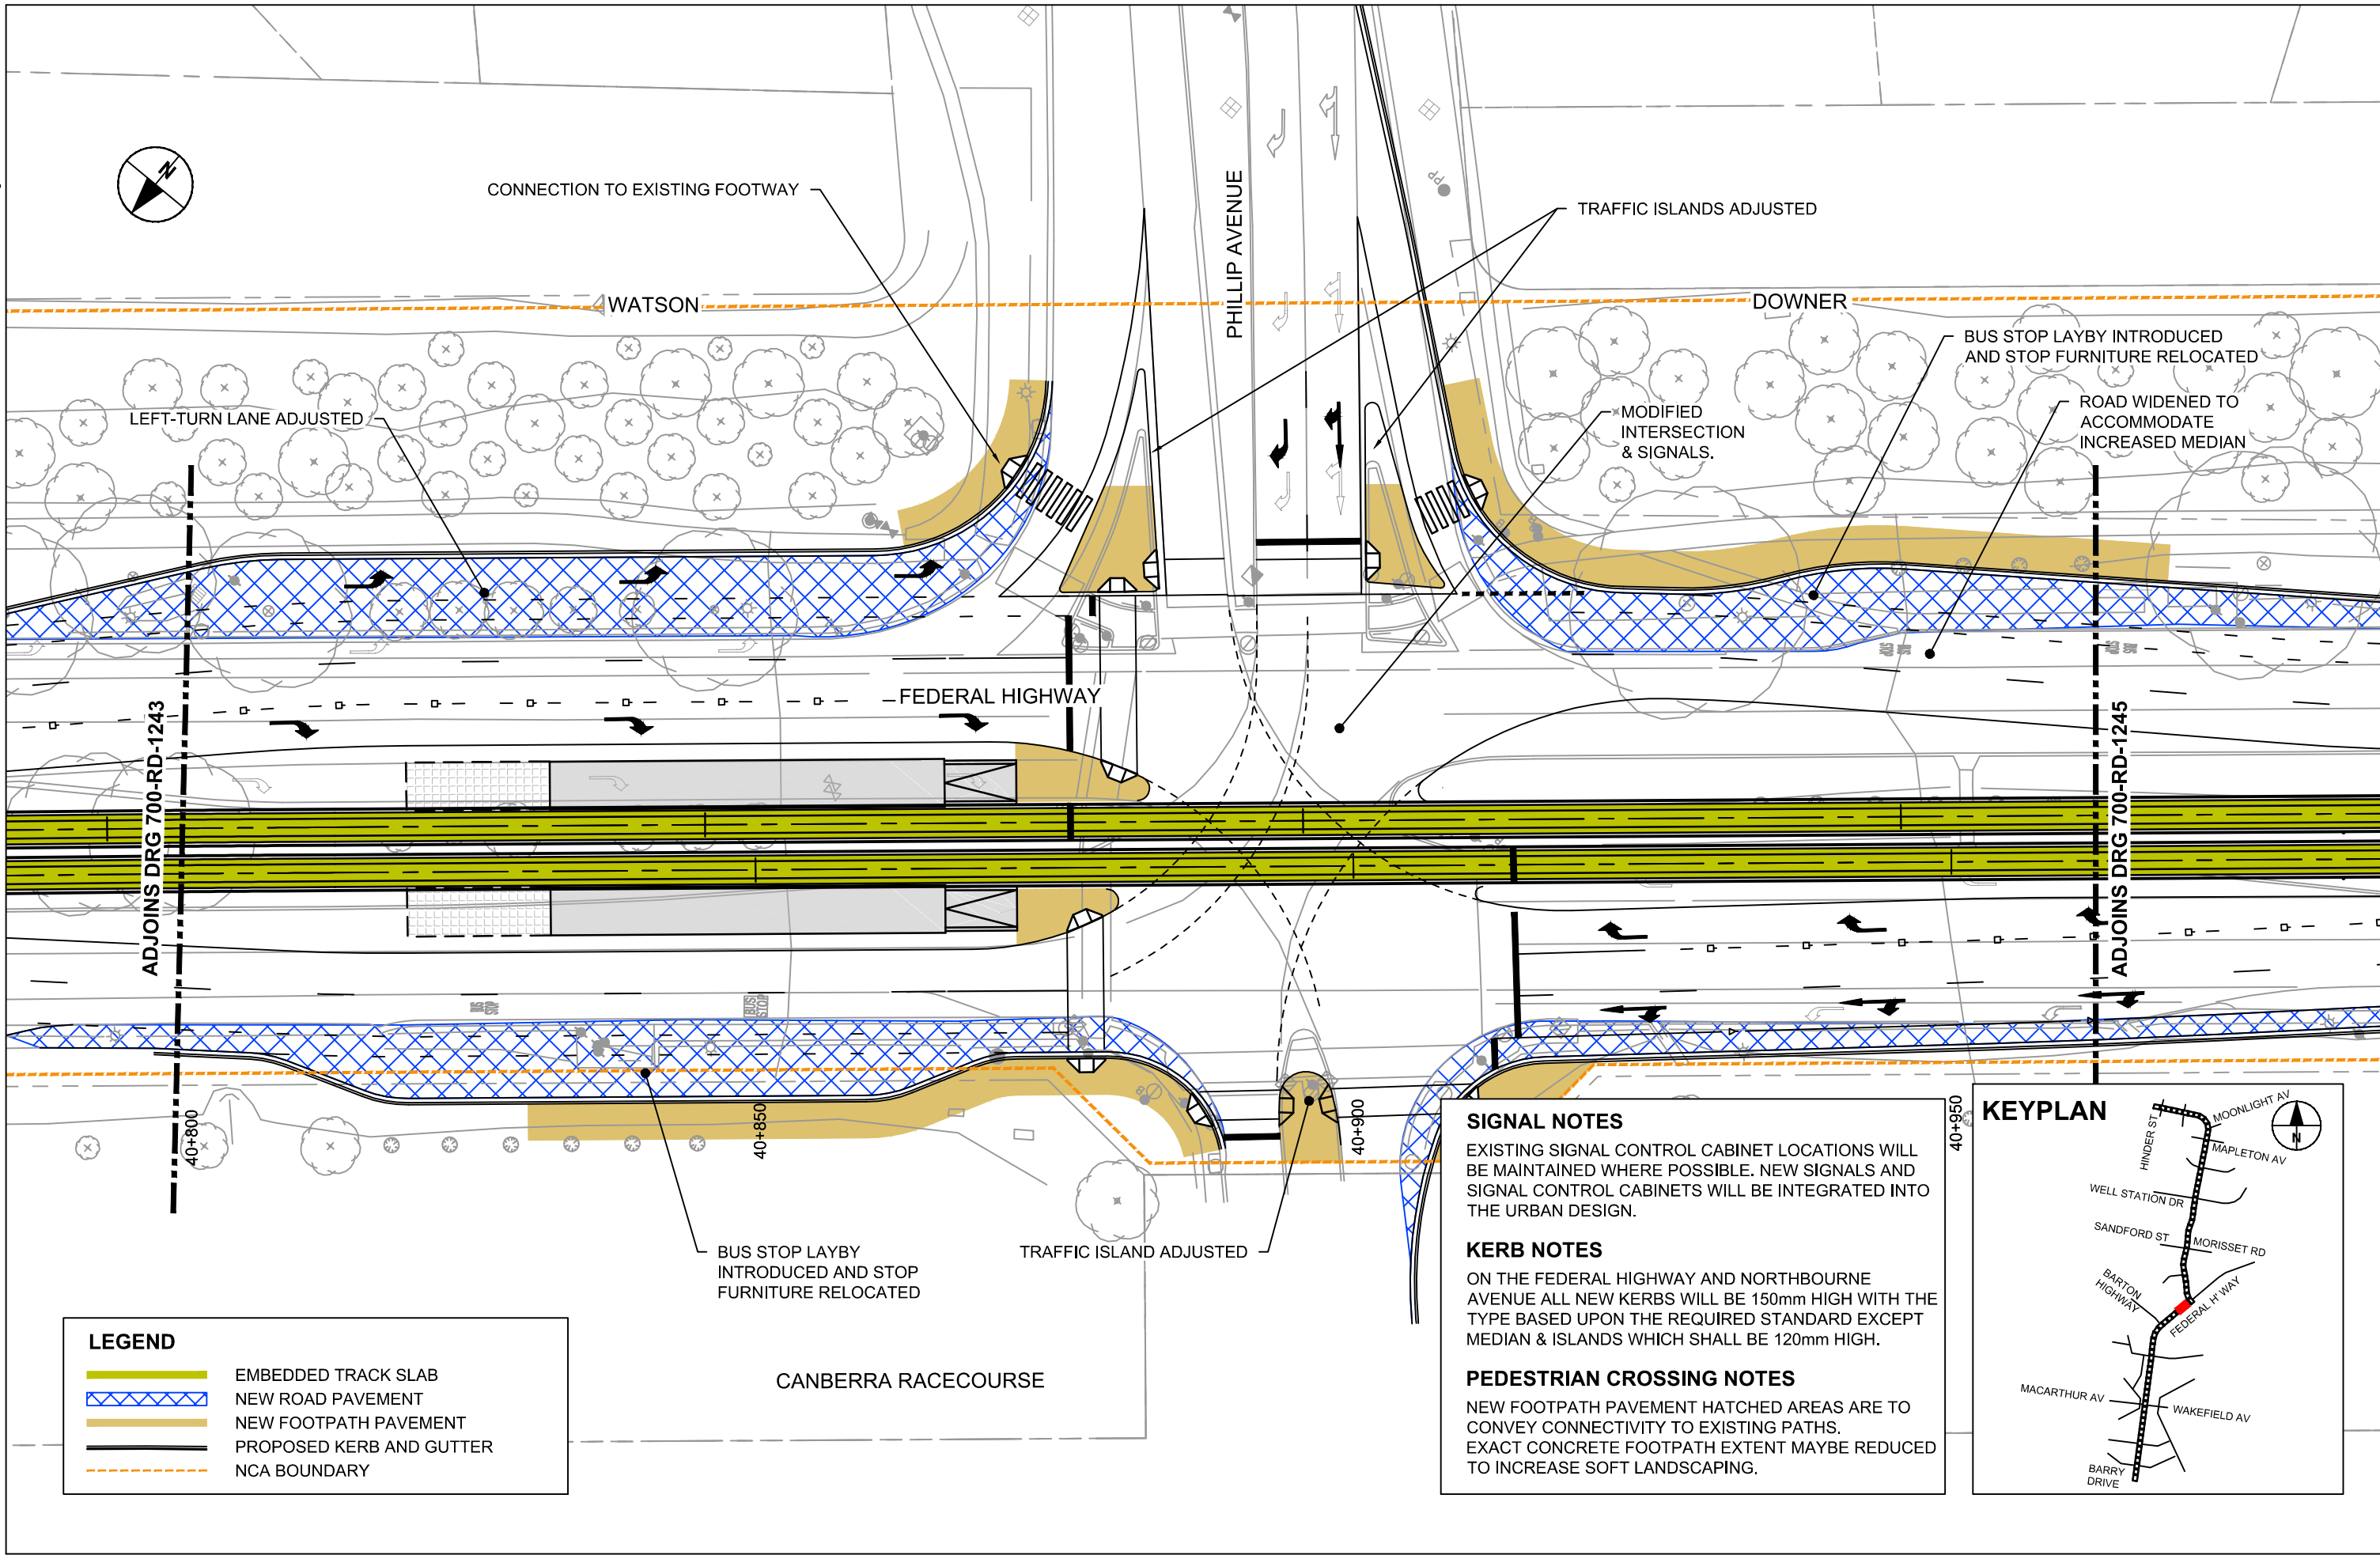 N
CONNECTION TO EXISTING FOOTWAY
PHILLIP AVENUE
TRAFFIC ISLANDS ADJUSTED
PP
WATSON
DOWNER
BUS STOP LAYBY INTRODUCED
AND STOP FURNITURE RELOCATED
LEFT-TURN LANE ADJUSTED
MODIFIED
INTERSECTION
& SIGNALS.
ROAD WIDENED TO
ACCOMMODATE
INCREASED MEDIAN
FEDERAL HIGHWAY
BUS
STOP
BUS
STOP
ADJOINS DRG 700-RD-1243
ADJOINS DRG 700-RD-1245
BUS
STOP
BUS
STOP
40+800
40+850
40+900
40+950
BUS STOP LAYBY
INTRODUCED AND STOP
FURNITURE RELOCATED
TRAFFIC ISLAND ADJUSTED
CANBERRA RACECOURSE
LEGEND
EMBEDDED TRACK SLAB
NEW ROAD PAVEMENT
NEW FOOTPATH PAVEMENT
PROPOSED KERB AND GUTTER
NCA BOUNDARY
SIGNAL NOTES
EXISTING SIGNAL CONTROL CABINET LOCATIONS WILL
BE MAINTAINED WHERE POSSIBLE. NEW SIGNALS AND
SIGNAL CONTROL CABINETS WILL BE INTEGRATED INTO
THE URBAN DESIGN.
KERB NOTES
ON THE FEDERAL HIGHWAY AND NORTHBOURNE
AVENUE ALL NEW KERBS WILL BE 150mm HIGH WITH THE
TYPE BASED UPON THE REQUIRED STANDARD EXCEPT
MEDIAN & ISLANDS WHICH SHALL BE 120mm HIGH.
PEDESTRIAN CROSSING NOTES
NEW FOOTPATH PAVEMENT HATCHED AREAS ARE TO
CONVEY CONNECTIVITY TO EXISTING PATHS.
EXACT CONCRETE FOOTPATH EXTENT MAYBE REDUCED
TO INCREASE SOFT LANDSCAPING.
KEYPLAN
N
HINDER ST
MOONLIGHT AV
MAPLETON AV
WELL STATION DR
SANDFORD ST
MORISSET RD
BARTON
HIGHWAY
FEDERAL H'WAY
MACARTHUR AV
WAKEFIELD AV
BARRY
DRIVE